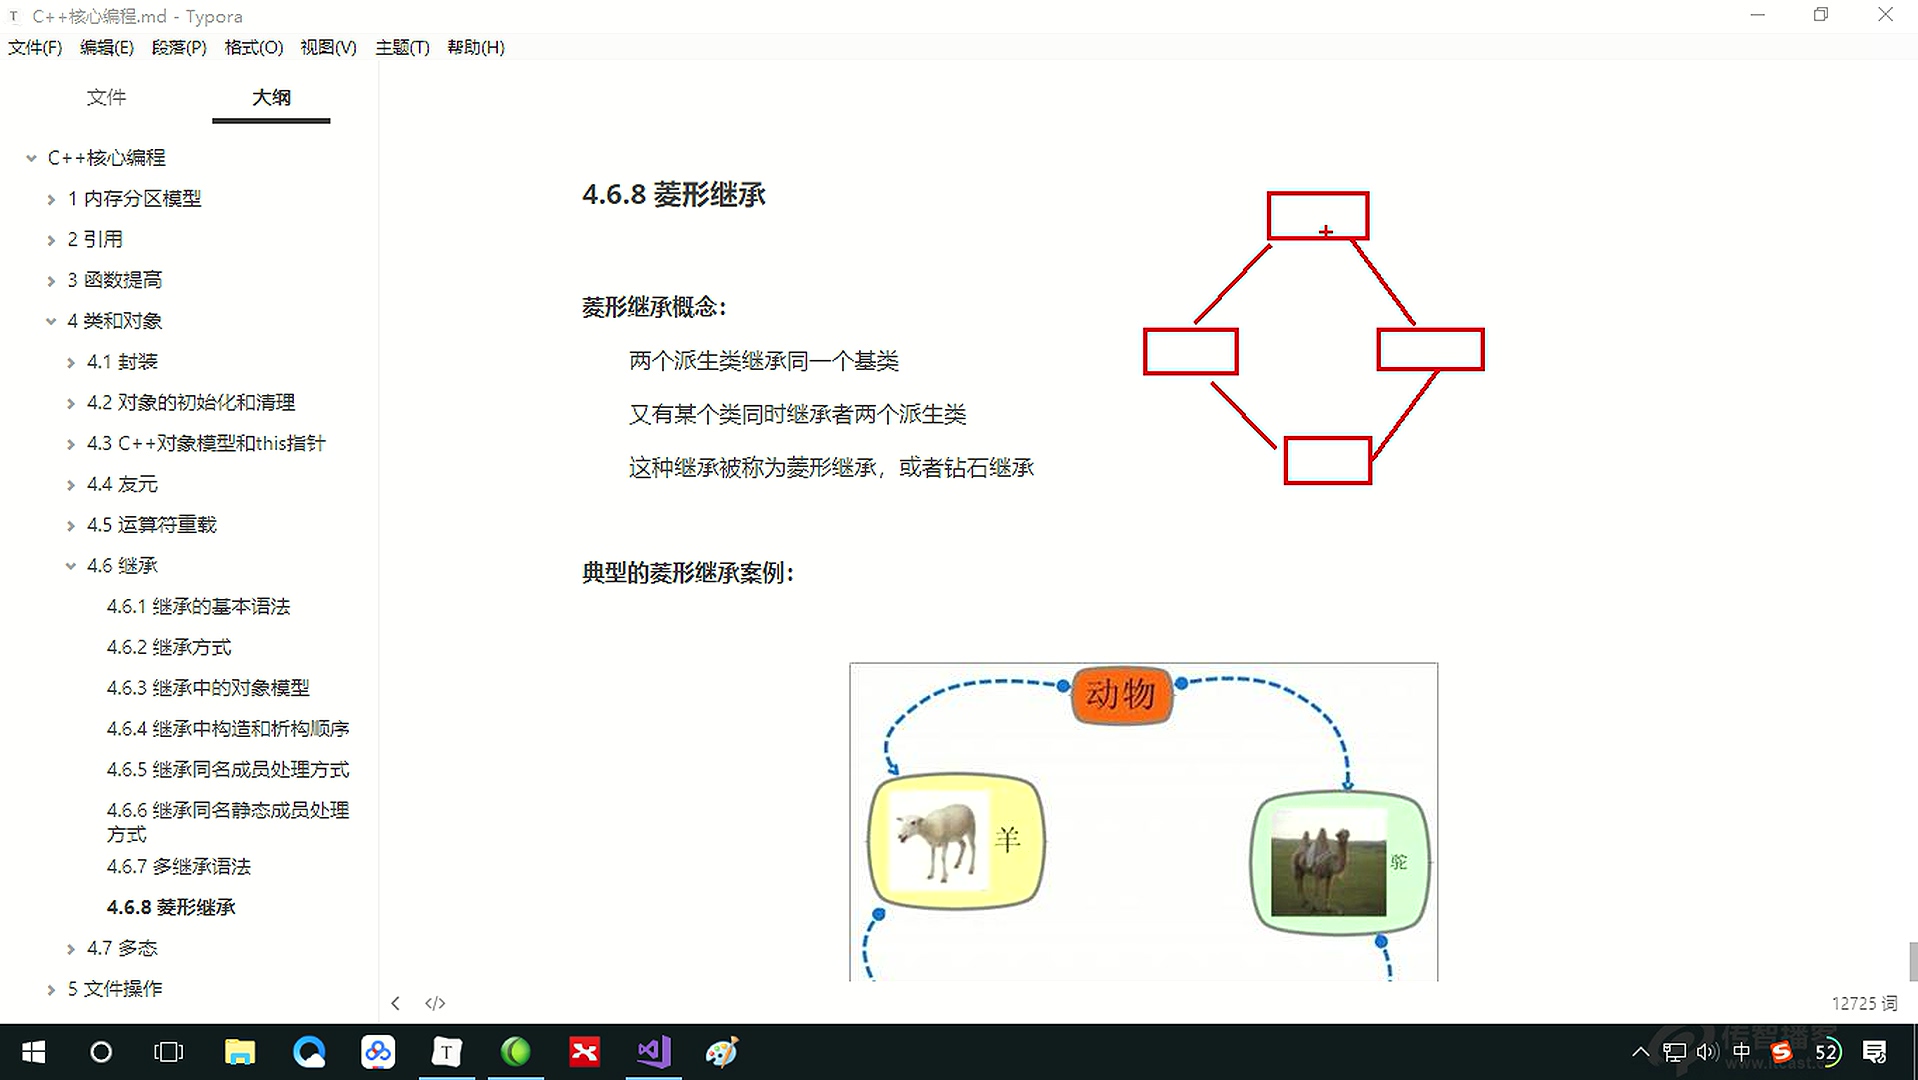 C++核心编程.md - Typora
文件(F) 编辑(E) 段落(P) 格式(O) 视图(V) 主题(T) 帮助(H)
文件 大纲
C++核心编程
1 内存分区模型
2 引用
3 函数提高
4 类和对象
4.1 封装
4.2 对象的初始化和清理
4.3 C++对象模型和this指针
4.4 友元
4.5 运算符重载
4.6 继承
4.6.1 继承的基本语法
4.6.2 继承方式
4.6.3 继承中的对象模型
4.6.4 继承中构造和析构顺序
4.6.5 继承同名成员处理方式
4.6.6 继承同名静态成员处理
方式
4.6.7 多继承语法
4.6.8 菱形继承
4.7 多态
5 文件操作
4.6.8 菱形继承
菱形继承概念：
两个派生类继承同一个基类
又有某个类同时继承者两个派生类
这种继承被称为菱形继承，或者钻石继承
典型的菱形继承案例：
动物
羊
驼
12725 词
中
52
传智播客
www.itcast.c